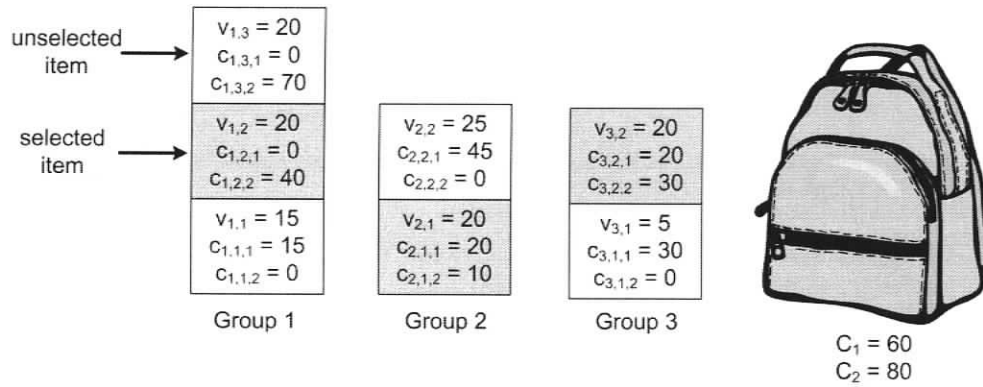 unselected
item
selected
item
v1,3 = 20
c1,3,1 = 0
c1,3,2 = 70
v1,2 = 20
c1,2,1 = 0
c1,2,2 = 40
v1,1 = 15
c1,1,1 = 15
c1,1,2 = 0
Group 1
v2,2 = 25
c2,2,1 = 45
c2,2,2 = 0
v2,1 = 20
c2,1,1 = 20
c2,1,2 = 10
Group 2
v3,2 = 20
c3,2,1 = 20
c3,2,2 = 30
v3,1 = 5
c3,1,1 = 30
c3,1,2 = 0
Group 3
C1 = 60
C2 = 80